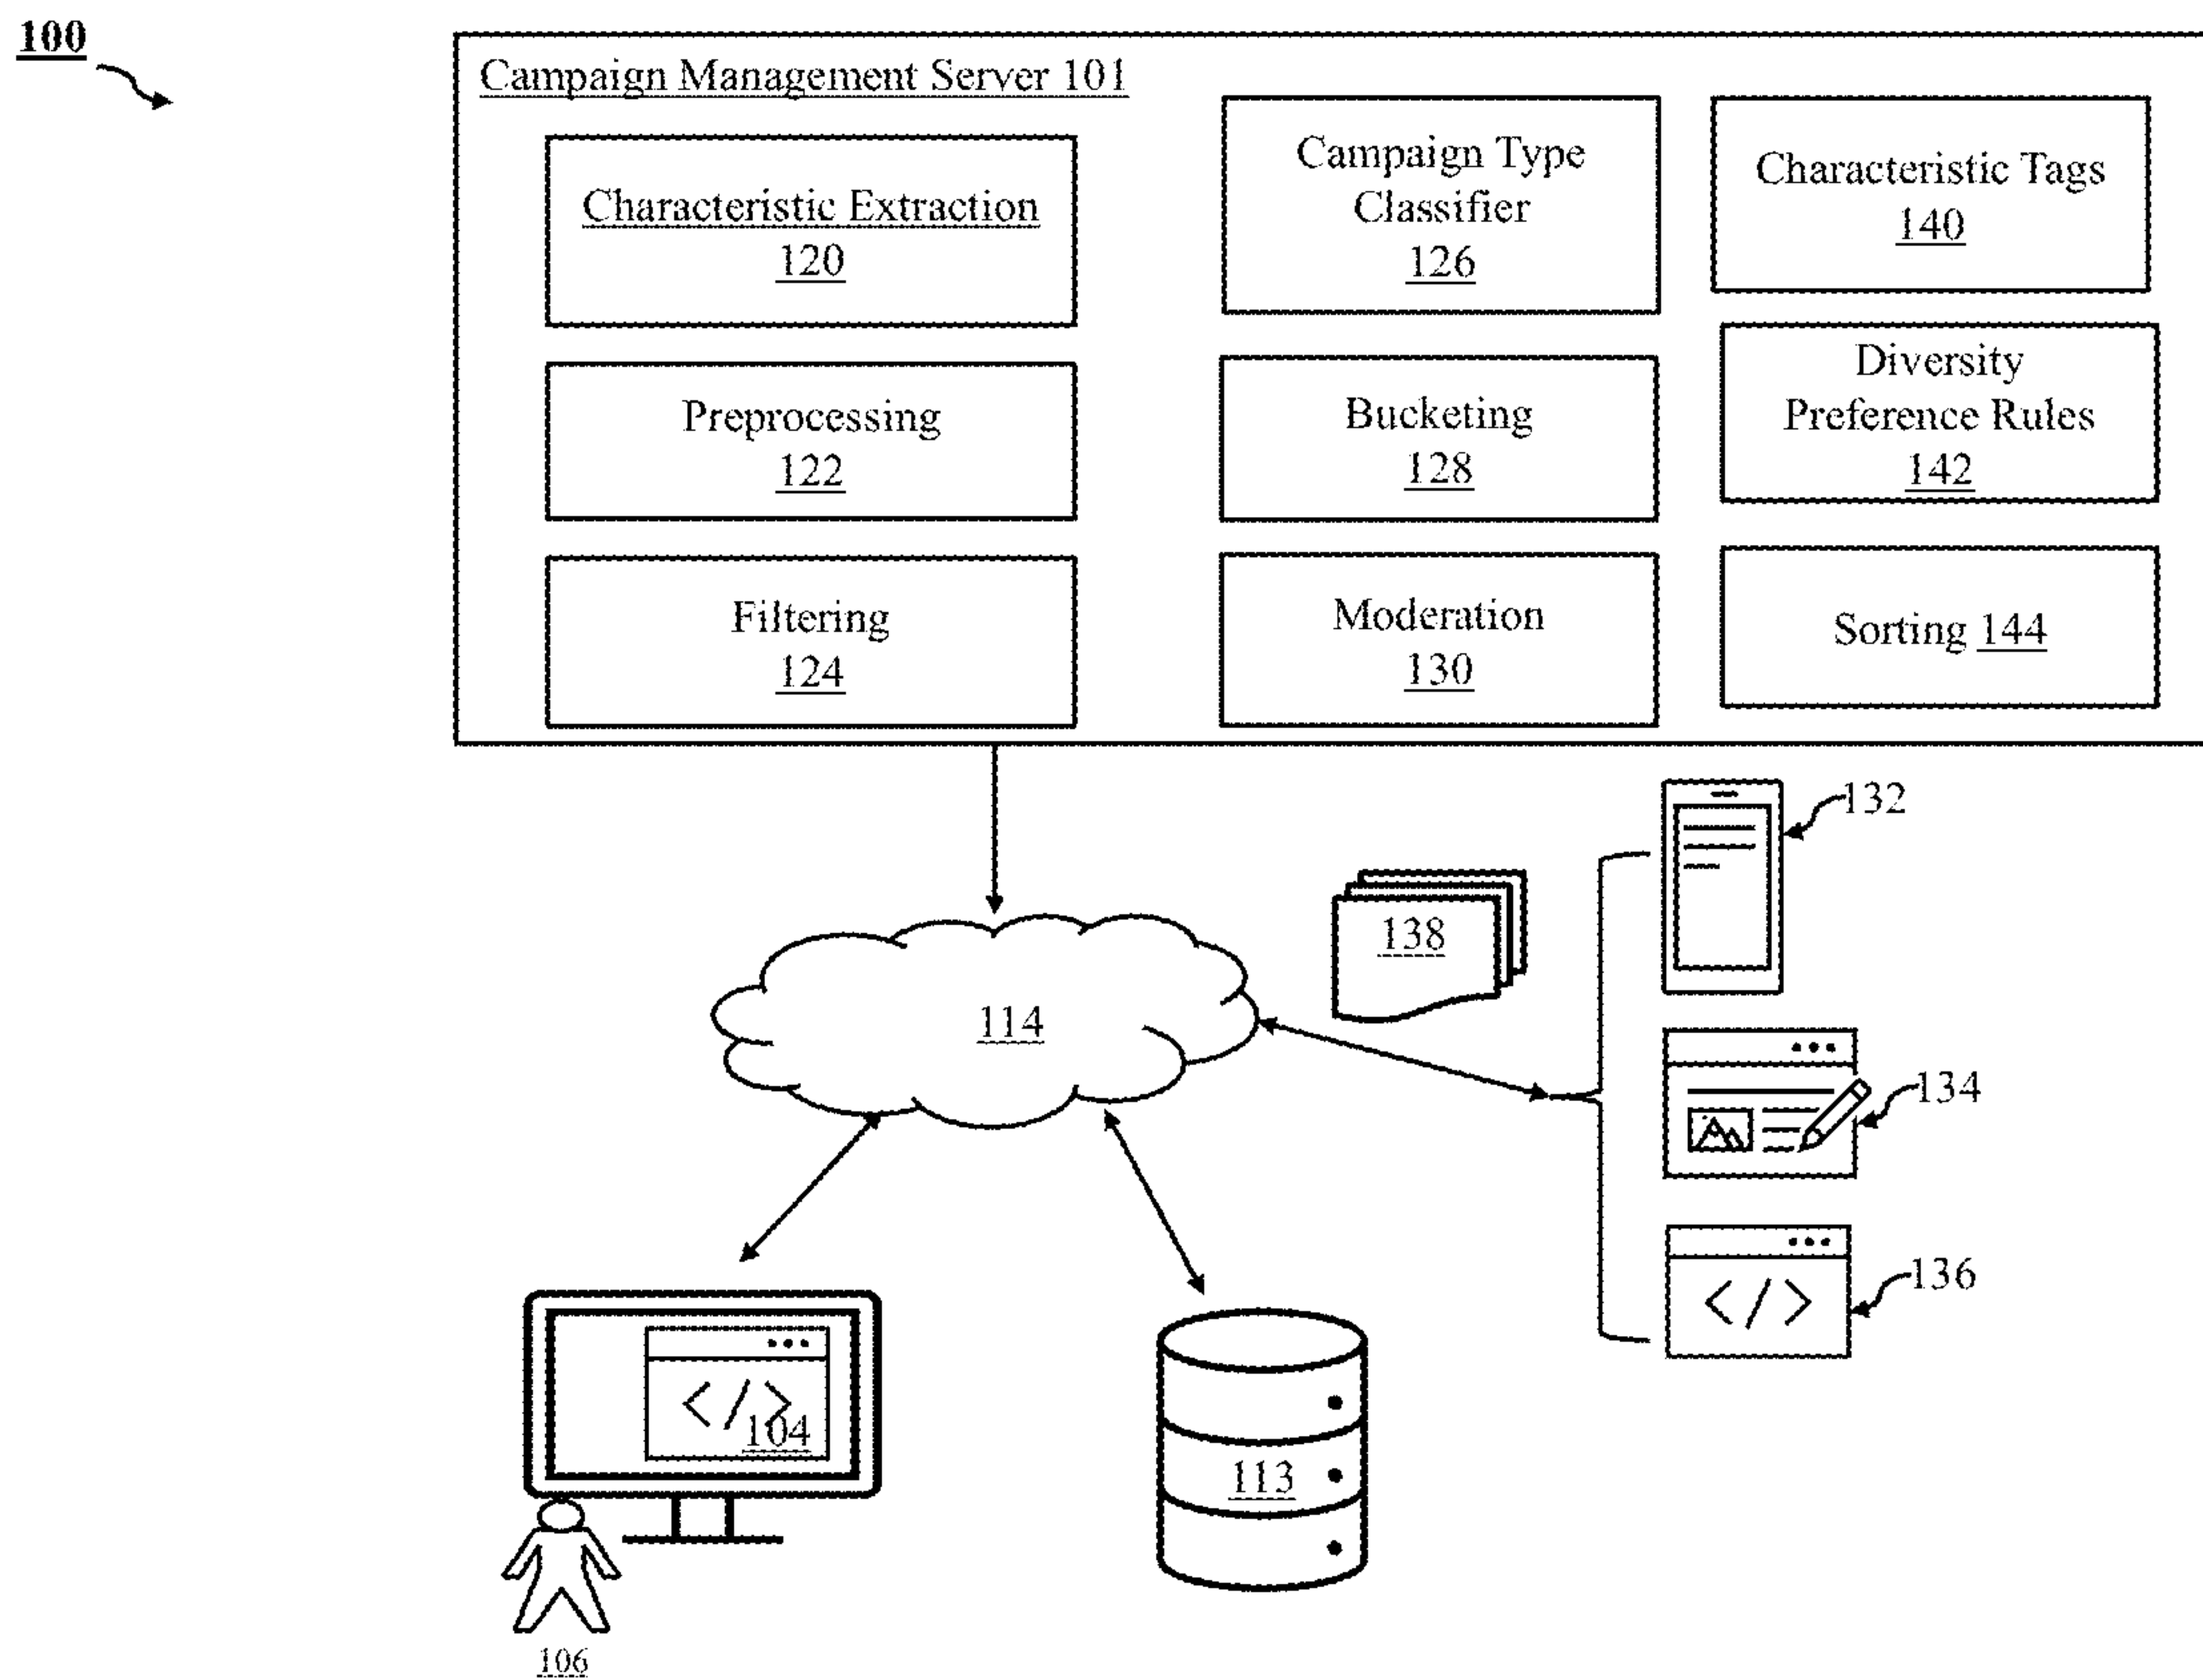 100
Campaign Management Server 101
Characteristic Extraction
120
Preprocessing
122
Filtering
124
Campaign Type
Classifier
126
Bucketing
128
Moderation
130
Characteristic Tags
140
Diversity
Preference Rules
142
Sorting 144
132
138
114
134
</>
136
</>
104
113
106